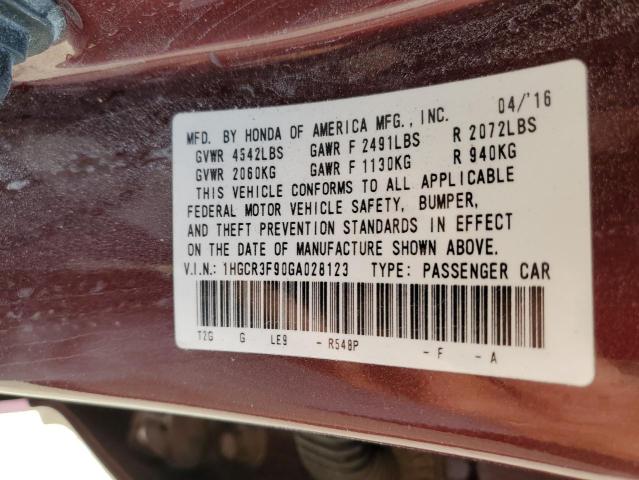 MFD. BY HONDA OF AMERICA MFG., INC. 04/'16
GVWR 4542LBS GAWR F 2491LBS R 2072LBS
GVWR 2060KG GAWR F 1130KG R 940KG
THIS VEHICLE CONFORMS TO ALL APPLICABLE
FEDERAL MOTOR VEHICLE SAFETY, BUMPER,
AND THEFT PREVENTION STANDARDS IN EFFECT
ON THE DATE OF MANUFACTURE SHOWN ABOVE.
V.I.N.: 1HGCR3F90GA028123 TYPE: PASSENGER CAR
T2G G LE9 - R548P - F - A